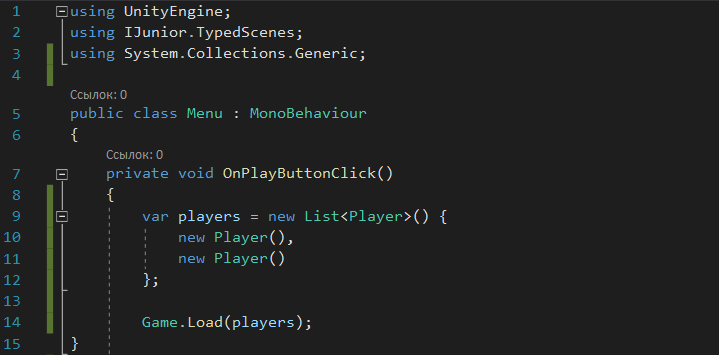 1 using UnityEngine;
2 using IJunior.TypedScenes;
3 using System.Collections.Generic;
4
Ссылок: 0
5 public class Menu : MonoBehaviour
6 {
Ссылок: 0
7 private void OnPlayButtonClick()
8 {
9 var players = new List<Player>() {
10 new Player(),
11 new Player()
12 };
13
14 Game.Load(players);
15 }